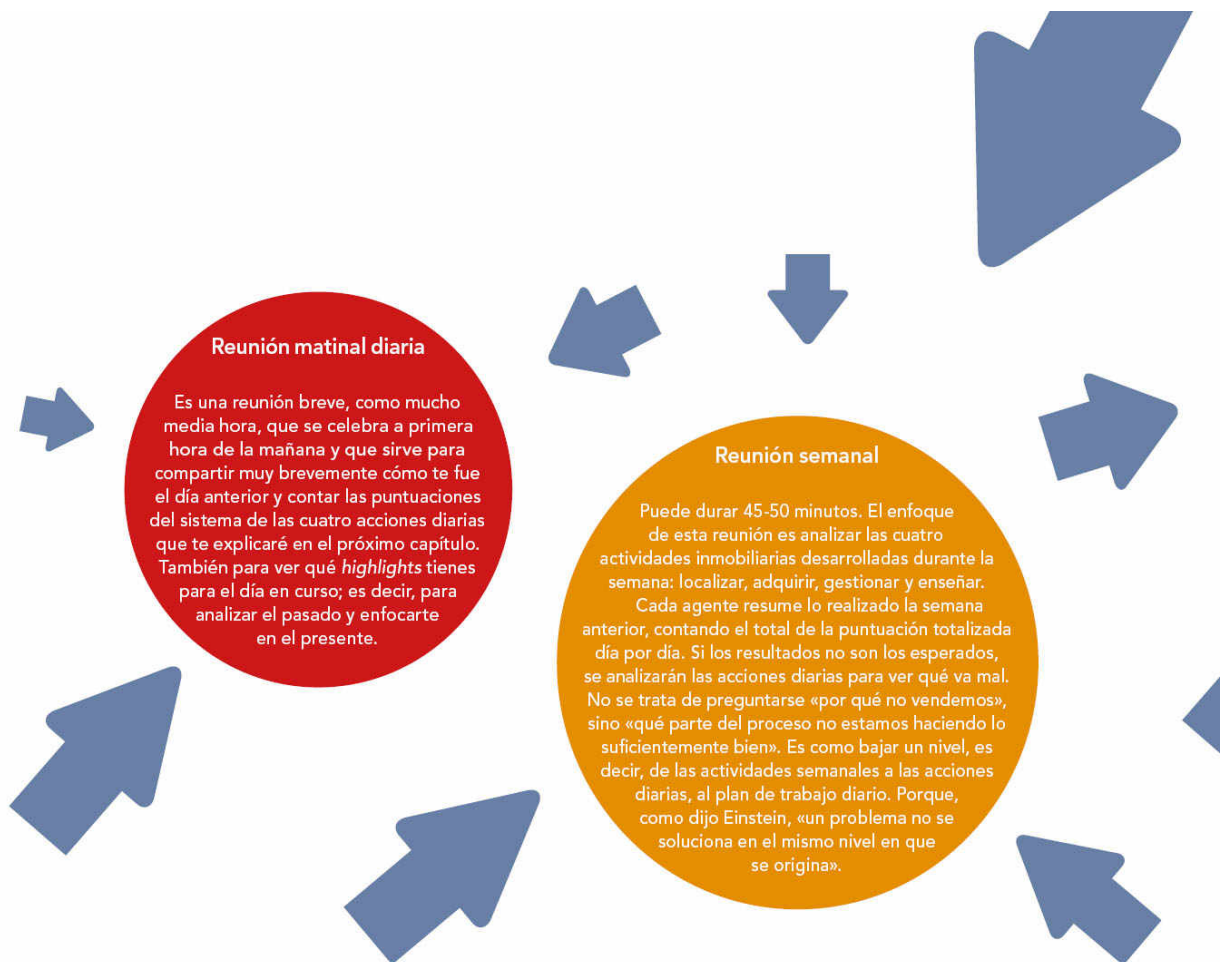 Reunión matinal diaria
Es una reunión breve, como mucho
media hora, que se celebra a primera
hora de la mañana y que sirve para
compartir muy brevemente cómo te fue
el día anterior y contar las puntuaciones
del sistema de las cuatro acciones diarias
que te explicaré en el próximo capítulo.
También para ver qué highlights tienes
para el día en curso; es decir, para
analizar el pasado y enfocarte
en el presente.
Reunión semanal
Puede durar 45-50 minutos. El enfoque
de esta reunión es analizar las cuatro
actividades inmobiliarias desarrolladas durante la
semana: localizar, adquirir, gestionar y enseñar.
Cada agente resume lo realizado la semana
anterior, contando el total de la puntuación totalizada
día por día. Si los resultados no son los esperados,
se analizarán las acciones diarias para ver qué va mal.
No se trata de preguntarse «por qué no vendemos»,
sino «qué parte del proceso no estamos haciendo lo
suficientemente bien». Es como bajar un nivel, es
decir, de las actividades semanales a las acciones
diarias, al plan de trabajo diario. Porque,
como dijo Einstein, «un problema no se
soluciona en el mismo nivel en que
se origina».